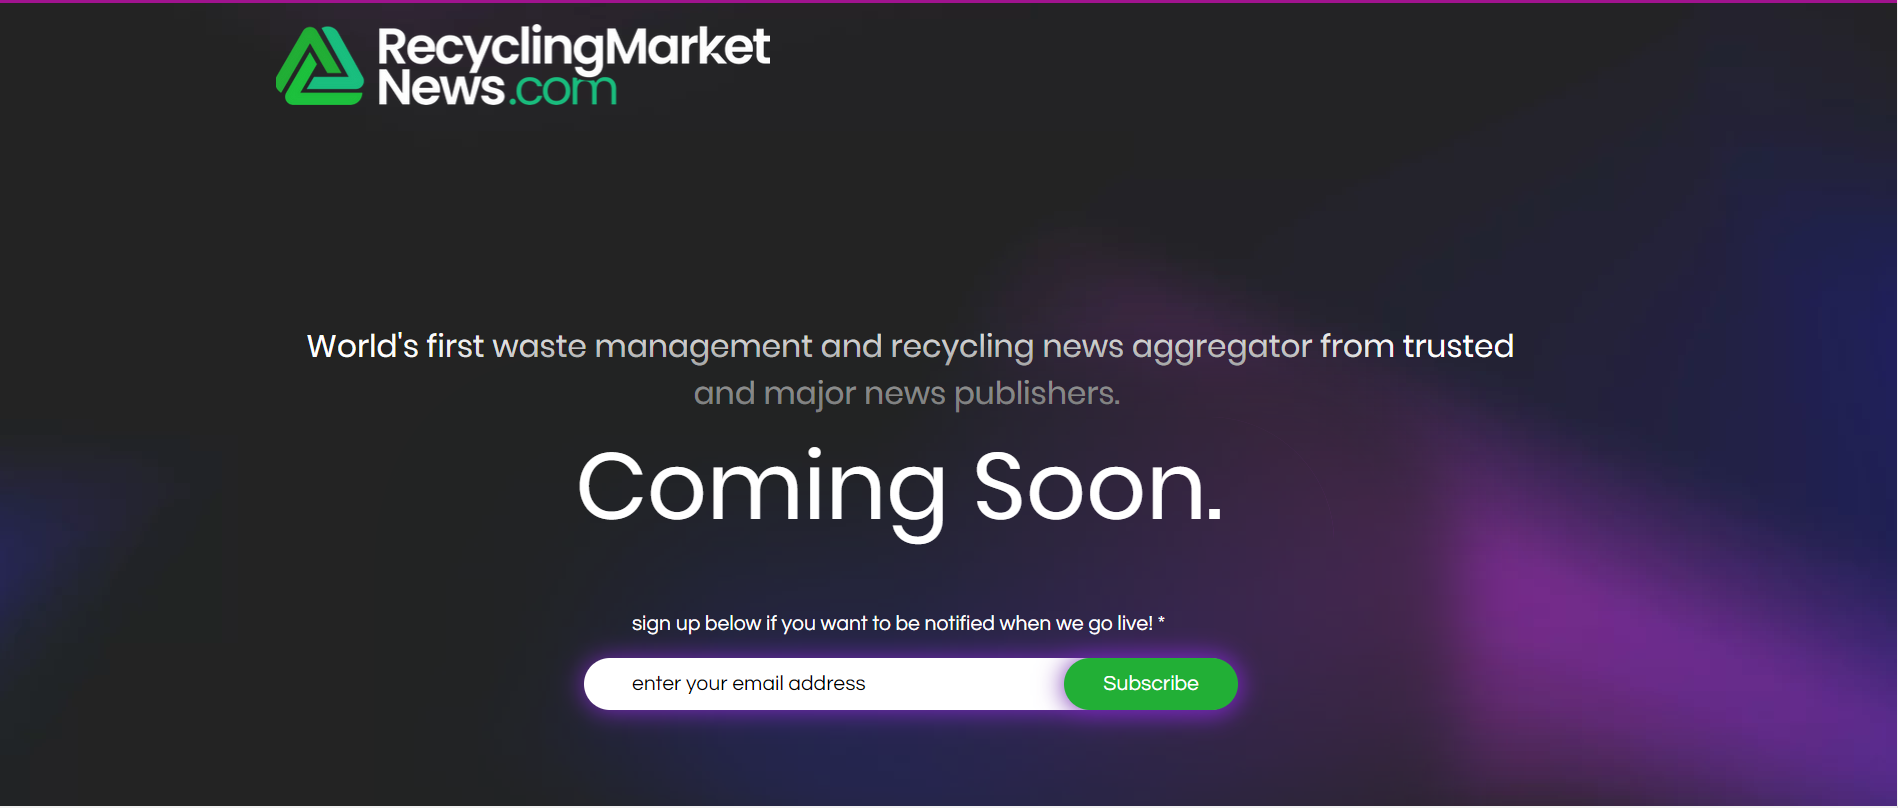 RecyclingMarket
News.com
World's first waste management and recycling news aggregator from trusted
and major news publishers.
Coming Soon.
sign up below if you want to be notified when we go live! *
enter your email address
Subscribe